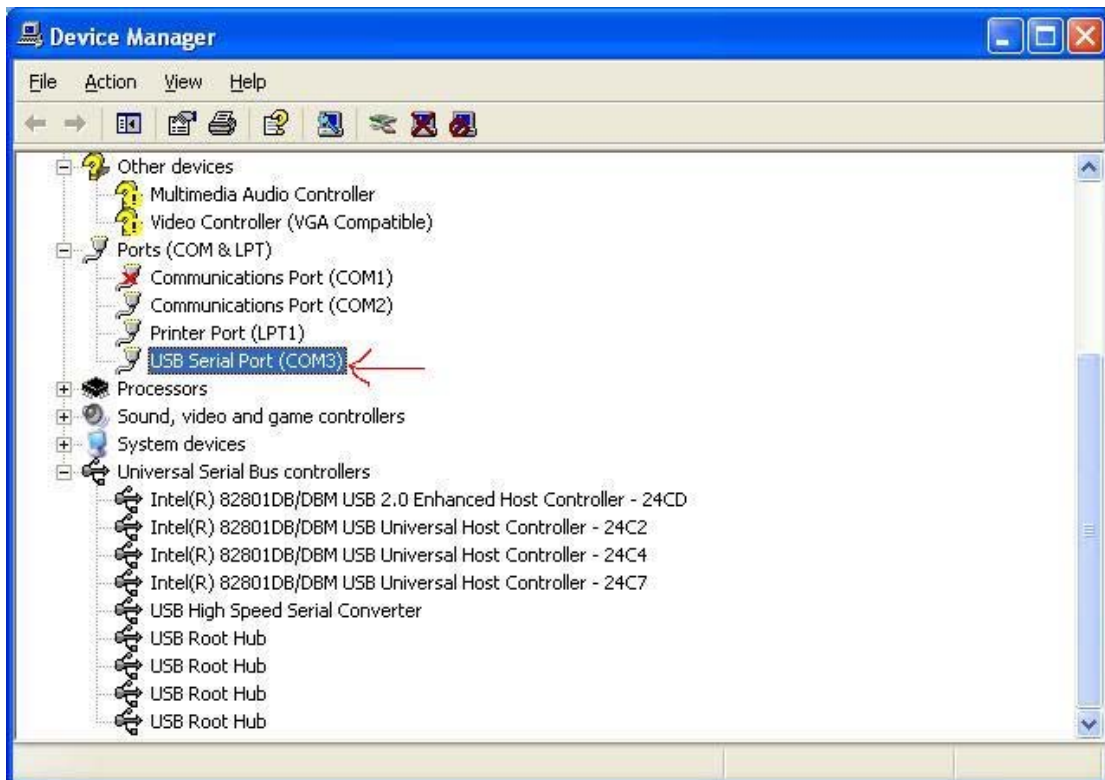 Device Manager
File Action View Help
Other devices
Multimedia Audio Controller
Video Controller (VGA Compatible)
Ports (COM & LPT)
Communications Port (COM1)
Communications Port (COM2)
Printer Port (LPT1)
USB Serial Port (COM3)
Processors
Sound, video and game controllers
System devices
Universal Serial Bus controllers
Intel(R) 82801DB/DBM USB 2.0 Enhanced Host Controller - 24CD
Intel(R) 82801DB/DBM USB Universal Host Controller - 24C2
Intel(R) 82801DB/DBM USB Universal Host Controller - 24C4
Intel(R) 82801DB/DBM USB Universal Host Controller - 24C7
USB High Speed Serial Converter
USB Root Hub
USB Root Hub
USB Root Hub
USB Root Hub